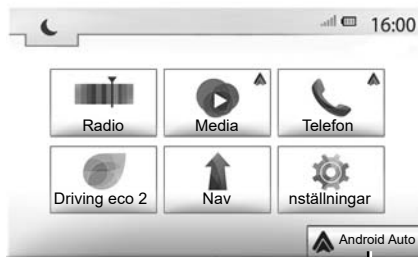 16:00
Radio
Media
Telefon
Driving eco 2
Nav
nställningar
Android Auto